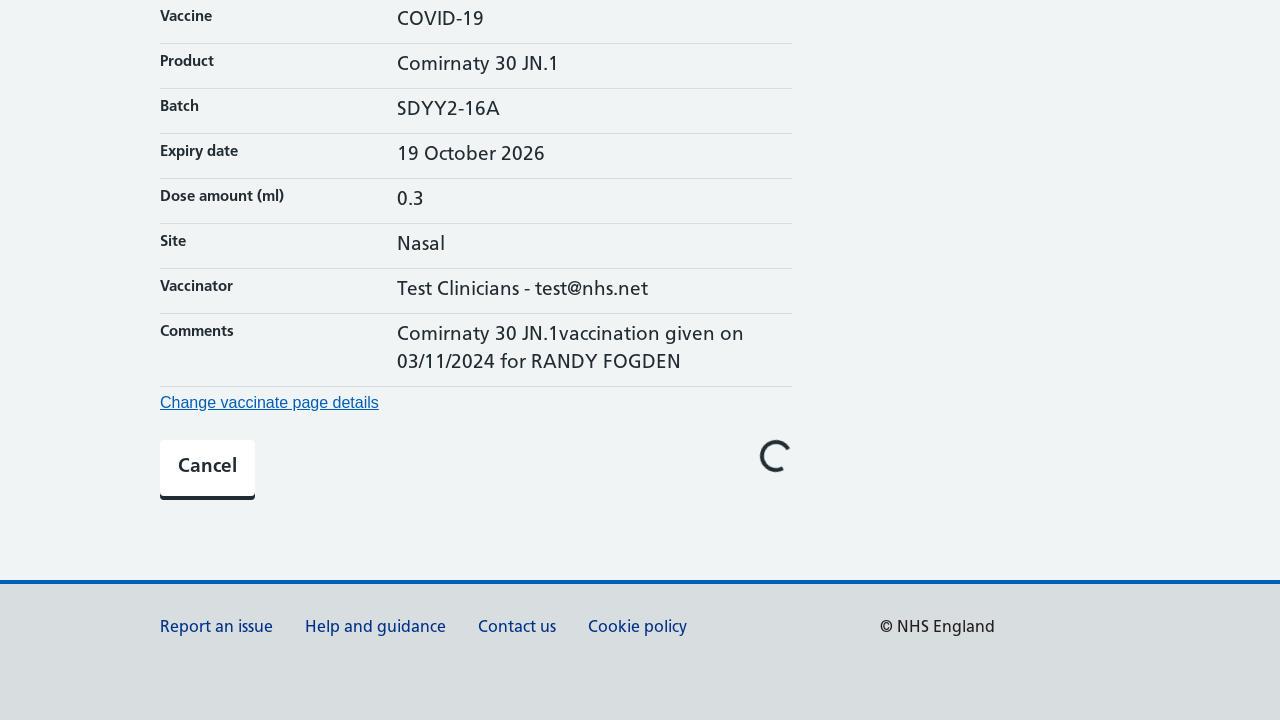 Vaccine COVID-19
Product Comirnaty 30 JN.1
Batch SDYY2-16A
Expiry date 19 October 2026
Dose amount (ml) 0.3
Site Nasal
Vaccinator Test Clinicians - test@nhs.net
Comments Comirnaty 30 JN.1vaccination given on
03/11/2024 for RANDY FOGDEN
Change vaccinate page details
Cancel
Report an issue Help and guidance Contact us Cookie policy © NHS England